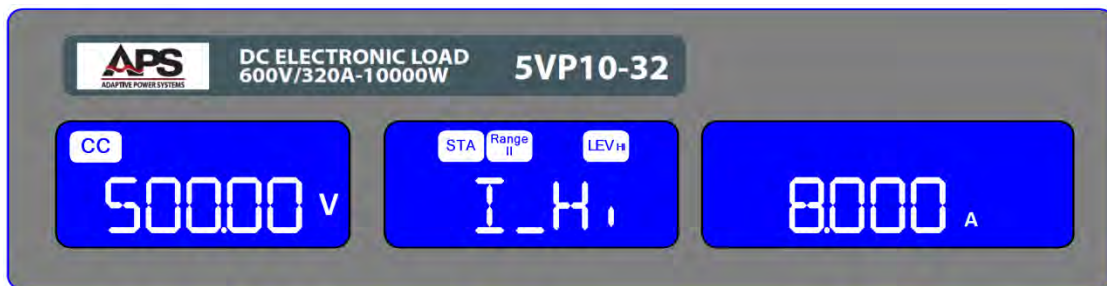 APS
ADAPTIVE POWER SYSTEMS
DC ELECTRONIC LOAD
600V/320A-10000W
5VP10-32
CC
500.00 V
STA
Range
II
LEV HI
I_Hi
8.000 A